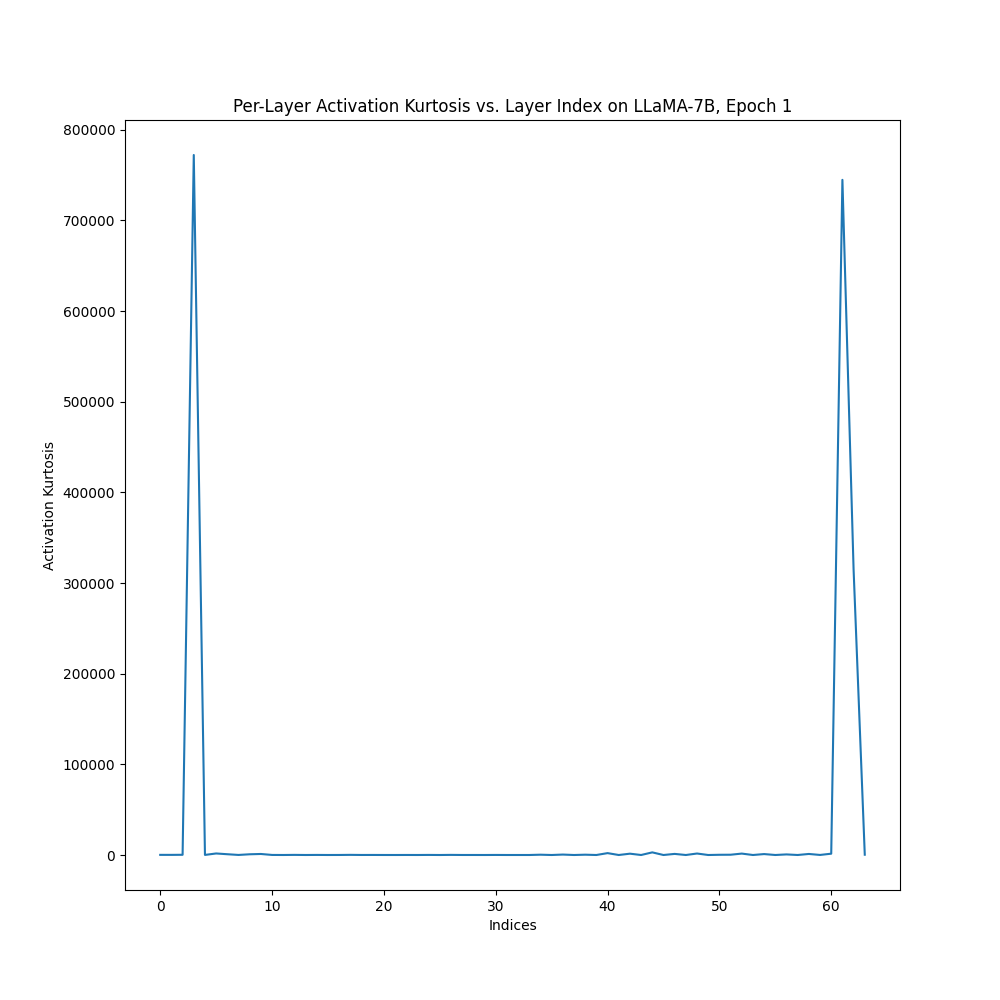 Per-Layer Activation Kurtosis vs. Layer Index on LLaMA-7B, Epoch 1
800000
700000
600000
500000
400000
300000
200000
100000
0
Activation Kurtosis
0 10 20 30 40 50 60
Indices